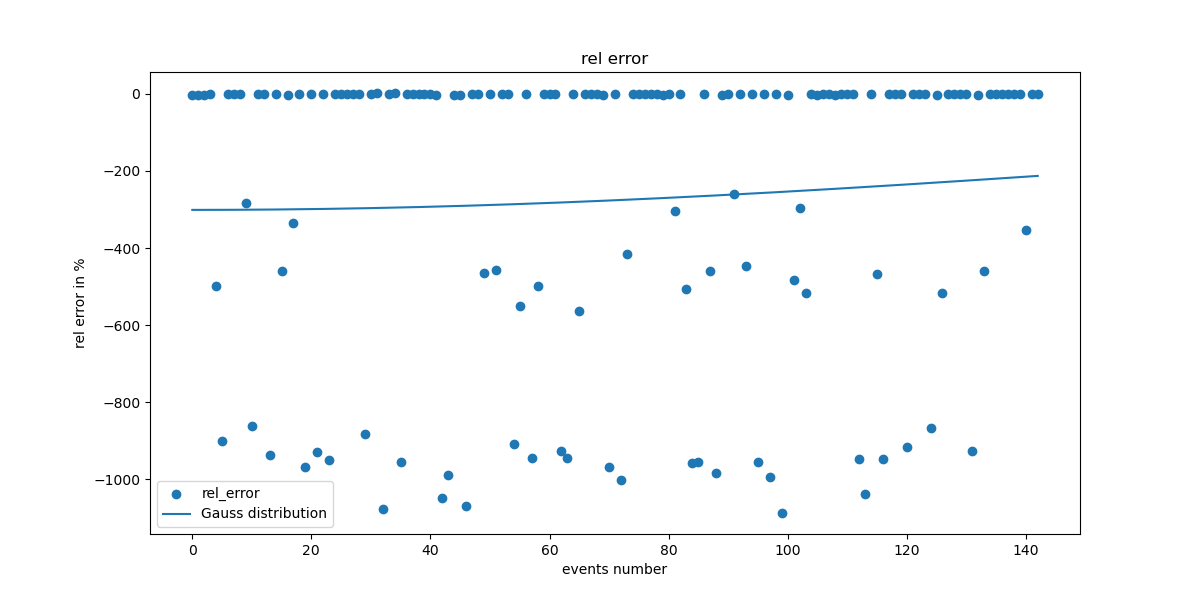 rel error
0
−200
−400
−600
−800
−1000
rel error in %
rel_error
Gauss distribution
0 20 40 60 80 100 120 140
events number